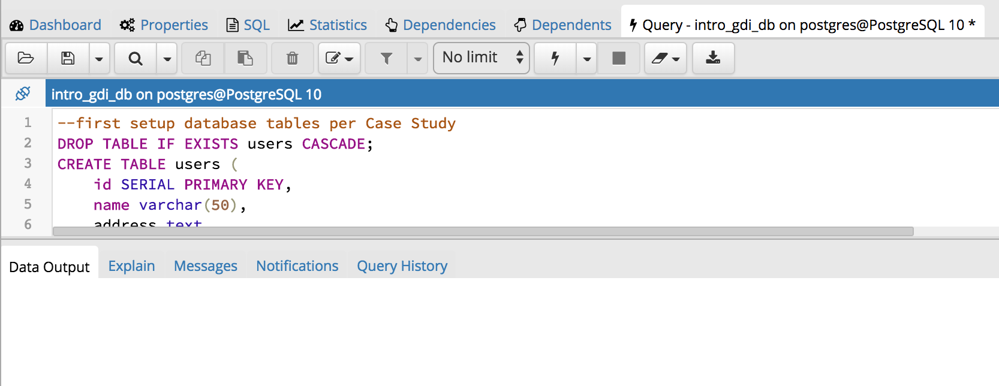 Dashboard Properties SQL Statistics Dependencies Dependents Query - intro_gdi_db on postgres@PostgreSQL 10 *
No limit
intro_gdi_db on postgres@PostgreSQL 10
1 --first setup database tables per Case Study
2 DROP TABLE IF EXISTS users CASCADE;
3 CREATE TABLE users (
4 id SERIAL PRIMARY KEY,
5 name varchar(50),
6 address text
Data Output Explain Messages Notifications Query History